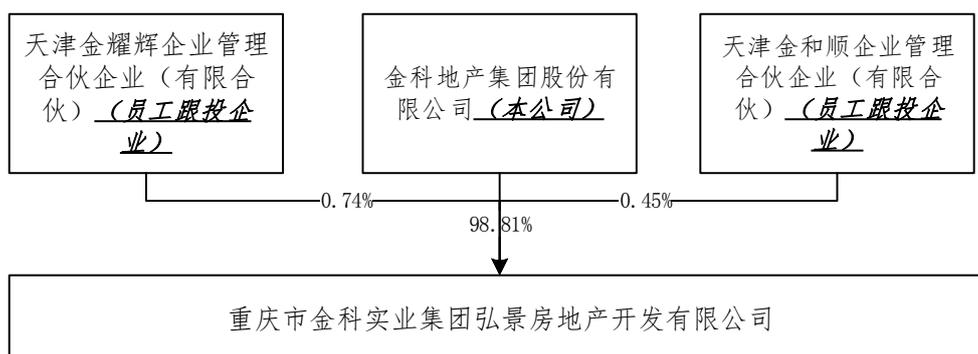 天津金耀辉企业管理
合伙企业（有限合
伙）（员工跟投企
业）
金科地产集团股份有
限公司（本公司）
天津金和顺企业管理
合伙企业（有限合
伙）（员工跟投企
业）
0.74%
0.45%
98.81%
重庆市金科实业集团弘景房地产开发有限公司